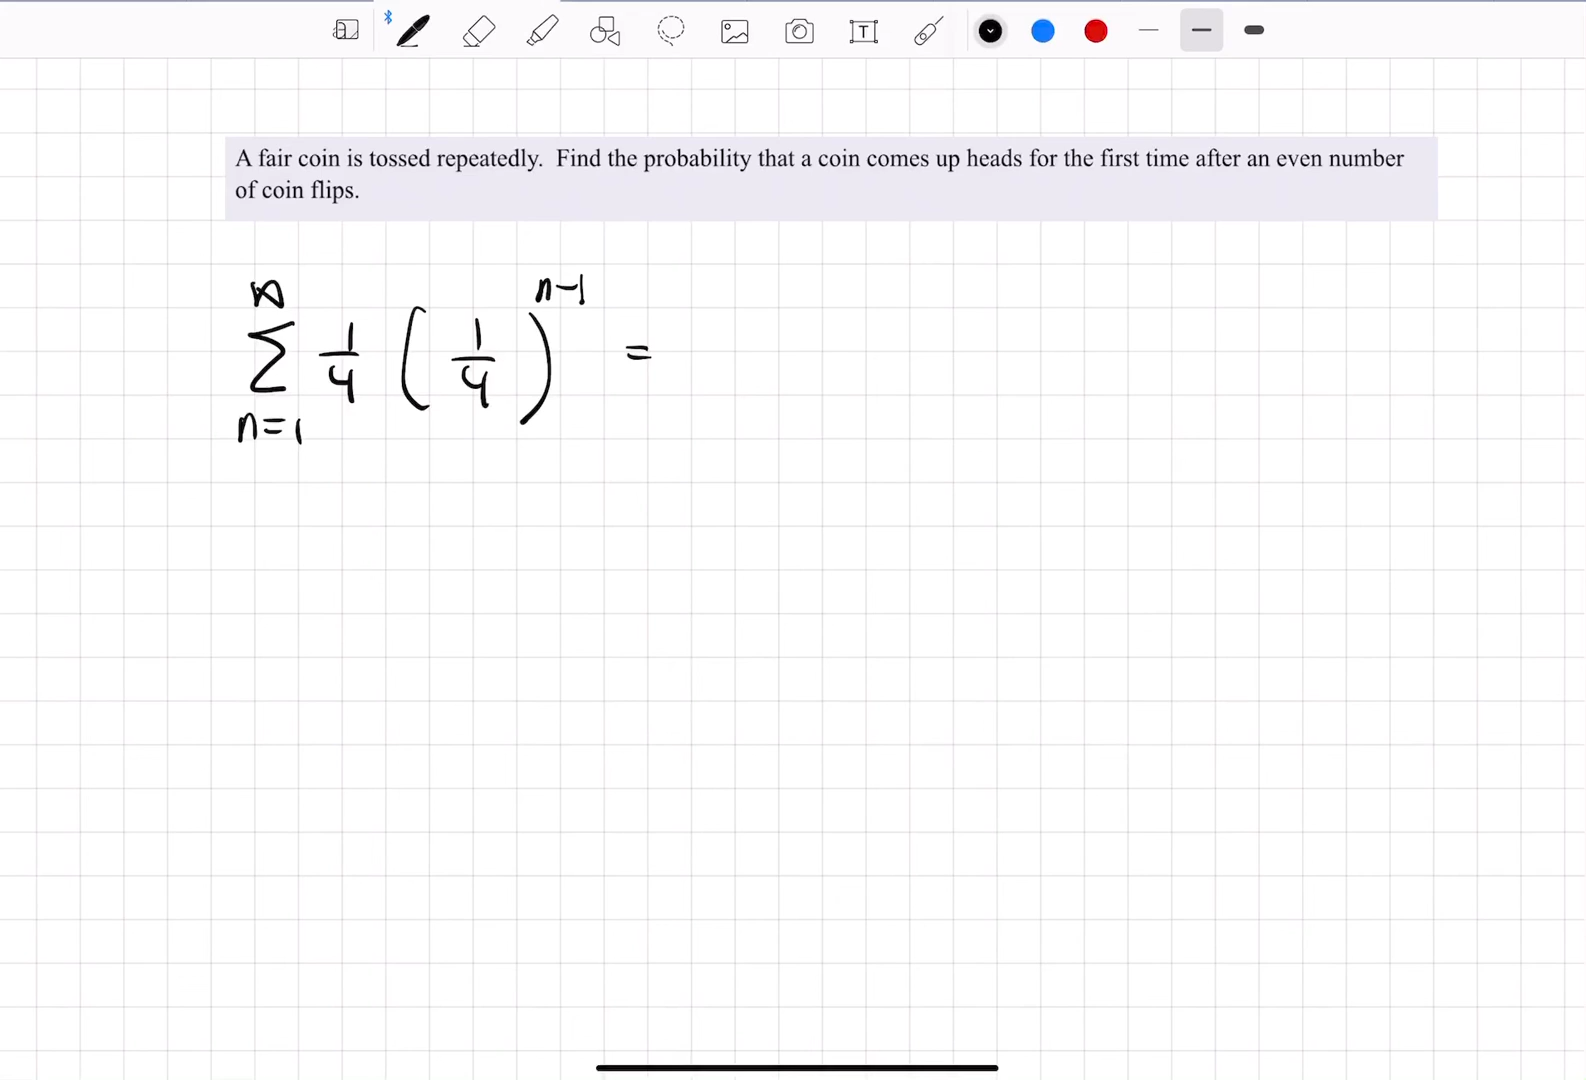 A fair coin is tossed repeatedly.  Find the probability that a coin comes up heads for the first time after an even number
of coin flips.
∞
∑ 1/4 ( 1/4 )^{n-1} =
n=1